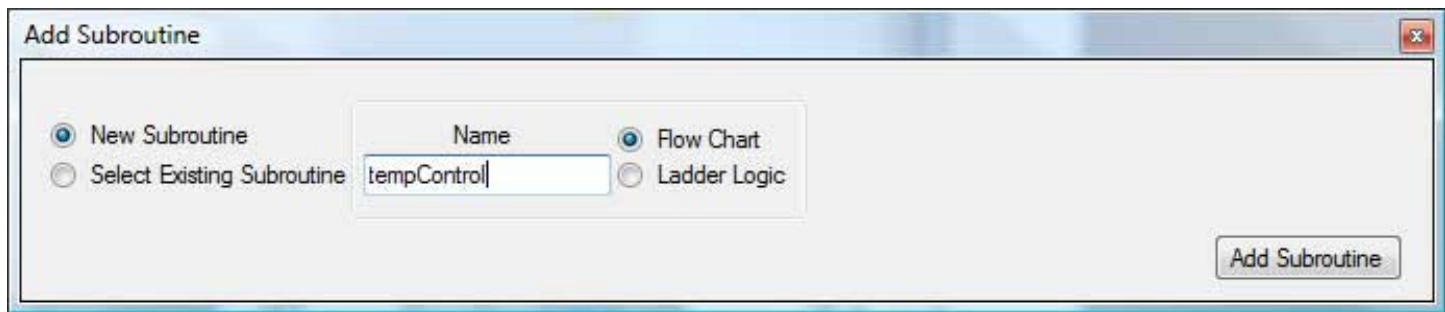 Add Subroutine
New Subroutine
Select Existing Subroutine
Name
tempControl
Flow Chart
Ladder Logic
Add Subroutine